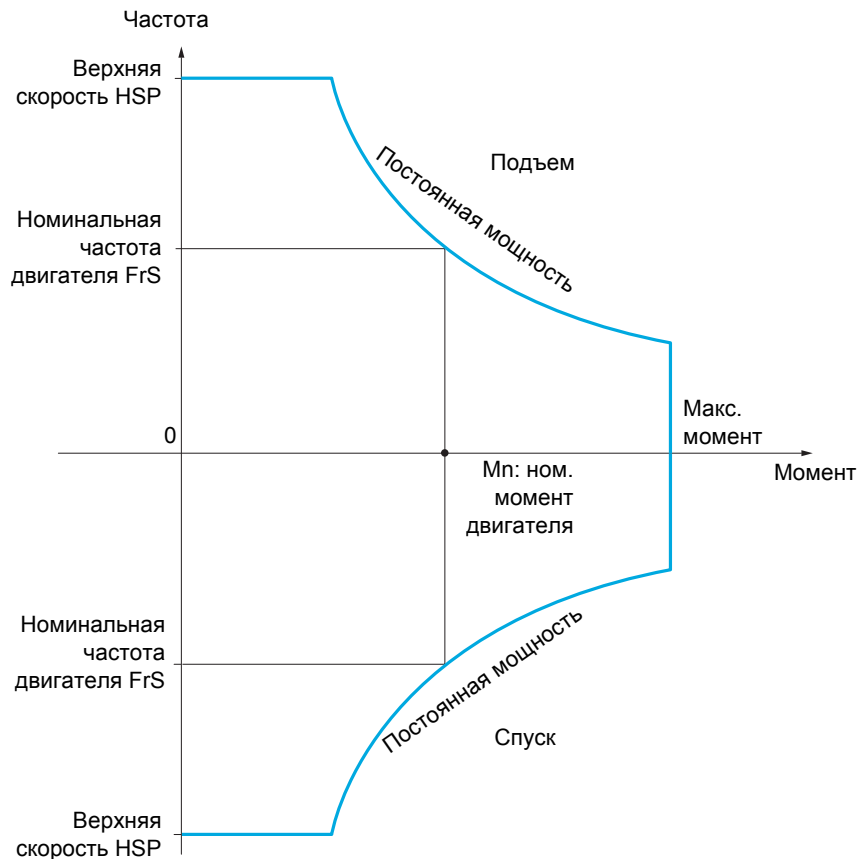 Частота
Верхняя
скорость HSP
Подъем
Постоянная мощность
Номинальная
частота
двигателя FrS
Макс.
момент
0
Момент
Mn: ном.
момент
двигателя
Номинальная
частота
двигателя FrS
Постоянная мощность
Спуск
Верхняя
скорость HSP